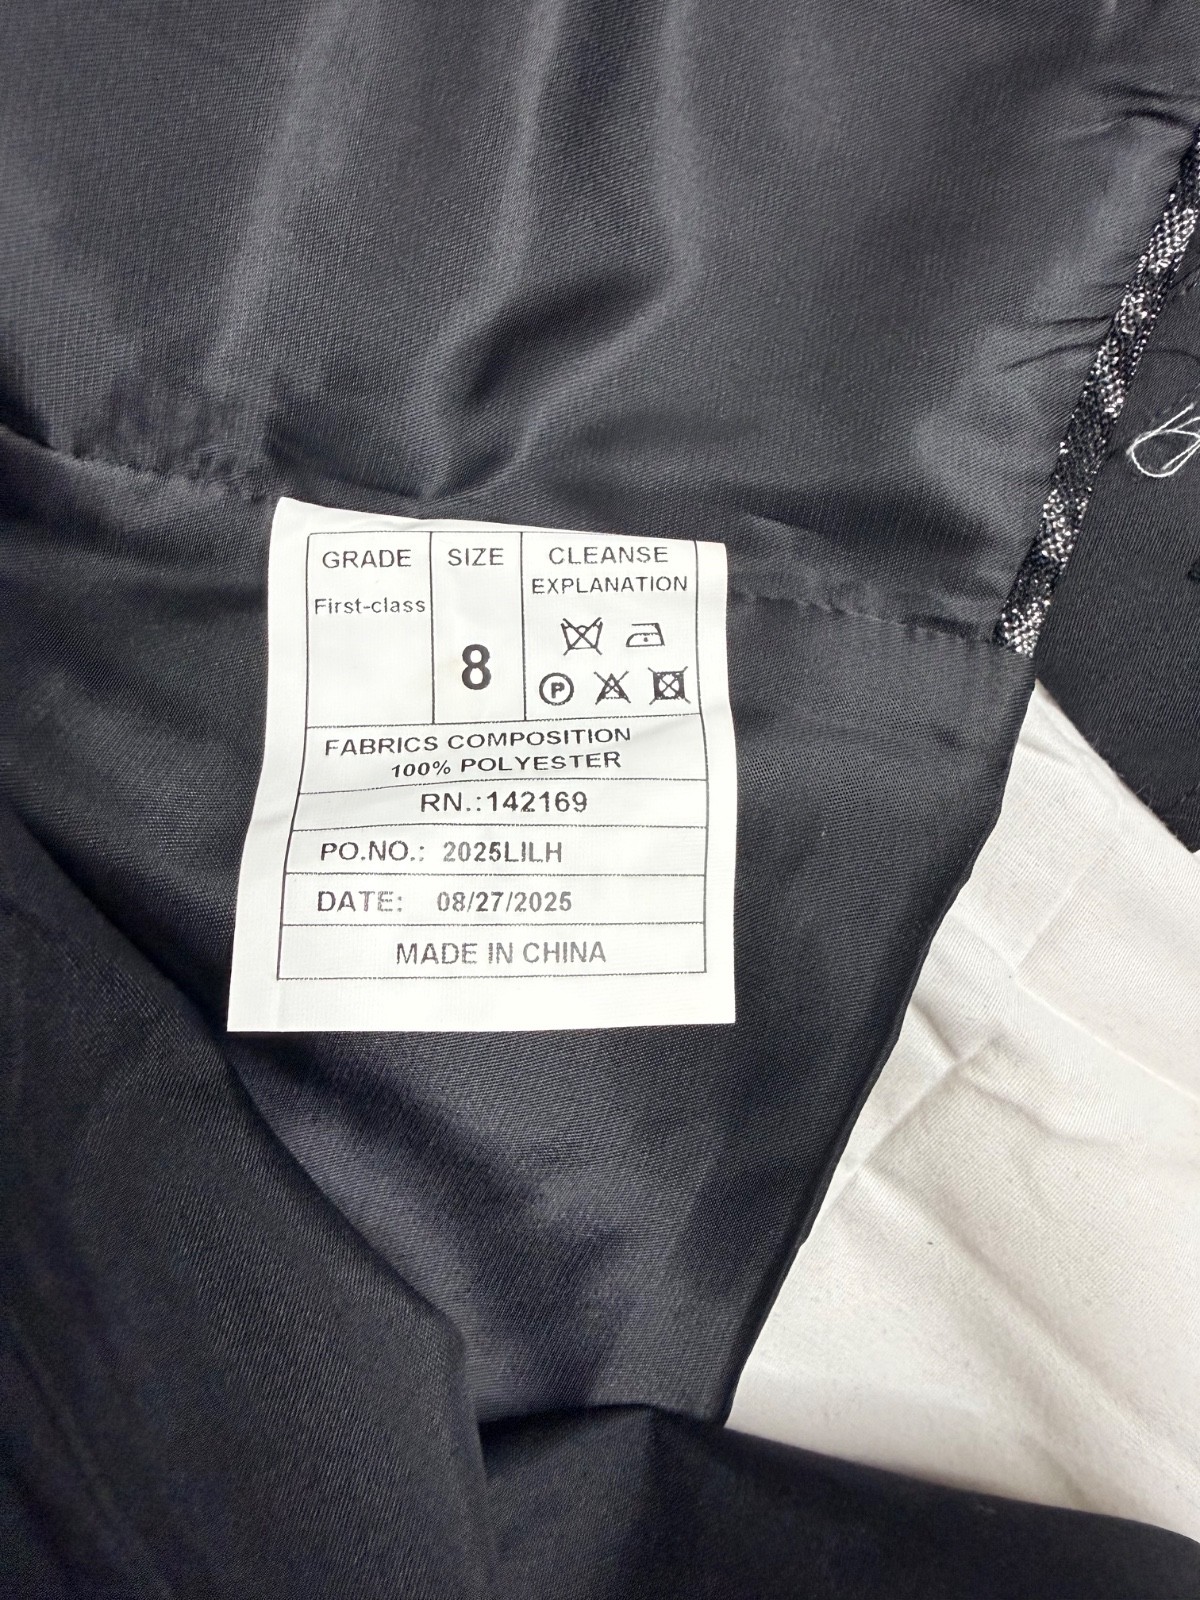 GRADE
First-class
SIZE
8
CLEANSE
EXPLANATION
P
FABRICS COMPOSITION
100% POLYESTER
RN.:142169
PO.NO.: 2025LILH
DATE: 08/27/2025
MADE IN CHINA